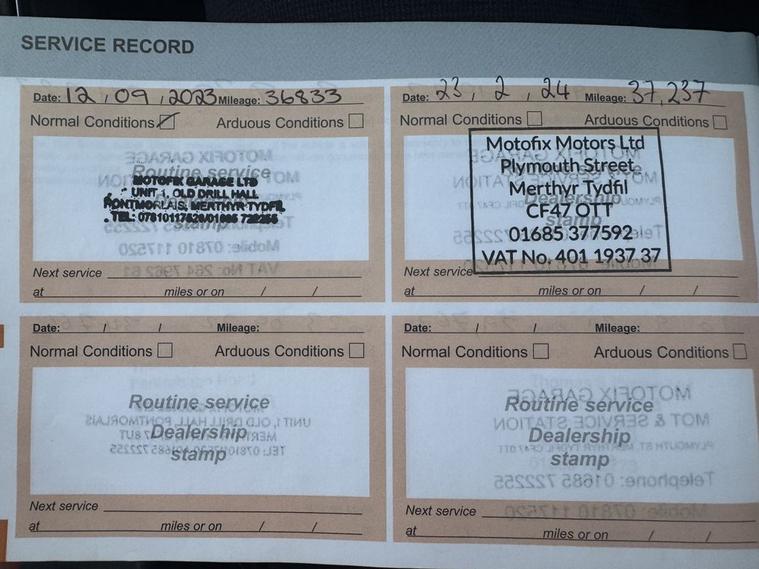 SERVICE RECORD
Date: 12 / 09 / 2023 Mileage: 36833
Normal Conditions Arduous Conditions
Routine service
MOTOFIX GARAGE LTD
UNIT 1, OLD DRILL HALL
PONTMORLAIS, MERTHYR TYDFIL
TEL: 07810117520/01685 722255
stamp
Next service
at miles or on / /
Date: 23 / 2 / 24 Mileage: 37,237
Normal Conditions Arduous Conditions
Motofix Motors Ltd
Plymouth Street
Merthyr Tydfil
Dealership
CF47 0TT
stamp
01685 377592
VAT No. 401 1937 37
Next service
at miles or on / /
Date: / / Mileage:
Normal Conditions Arduous Conditions
Routine service
Dealership
stamp
Next service
at miles or on / /
Date: / / Mileage:
Normal Conditions Arduous Conditions
Routine service
Dealership
stamp
Next service
at miles or on / /